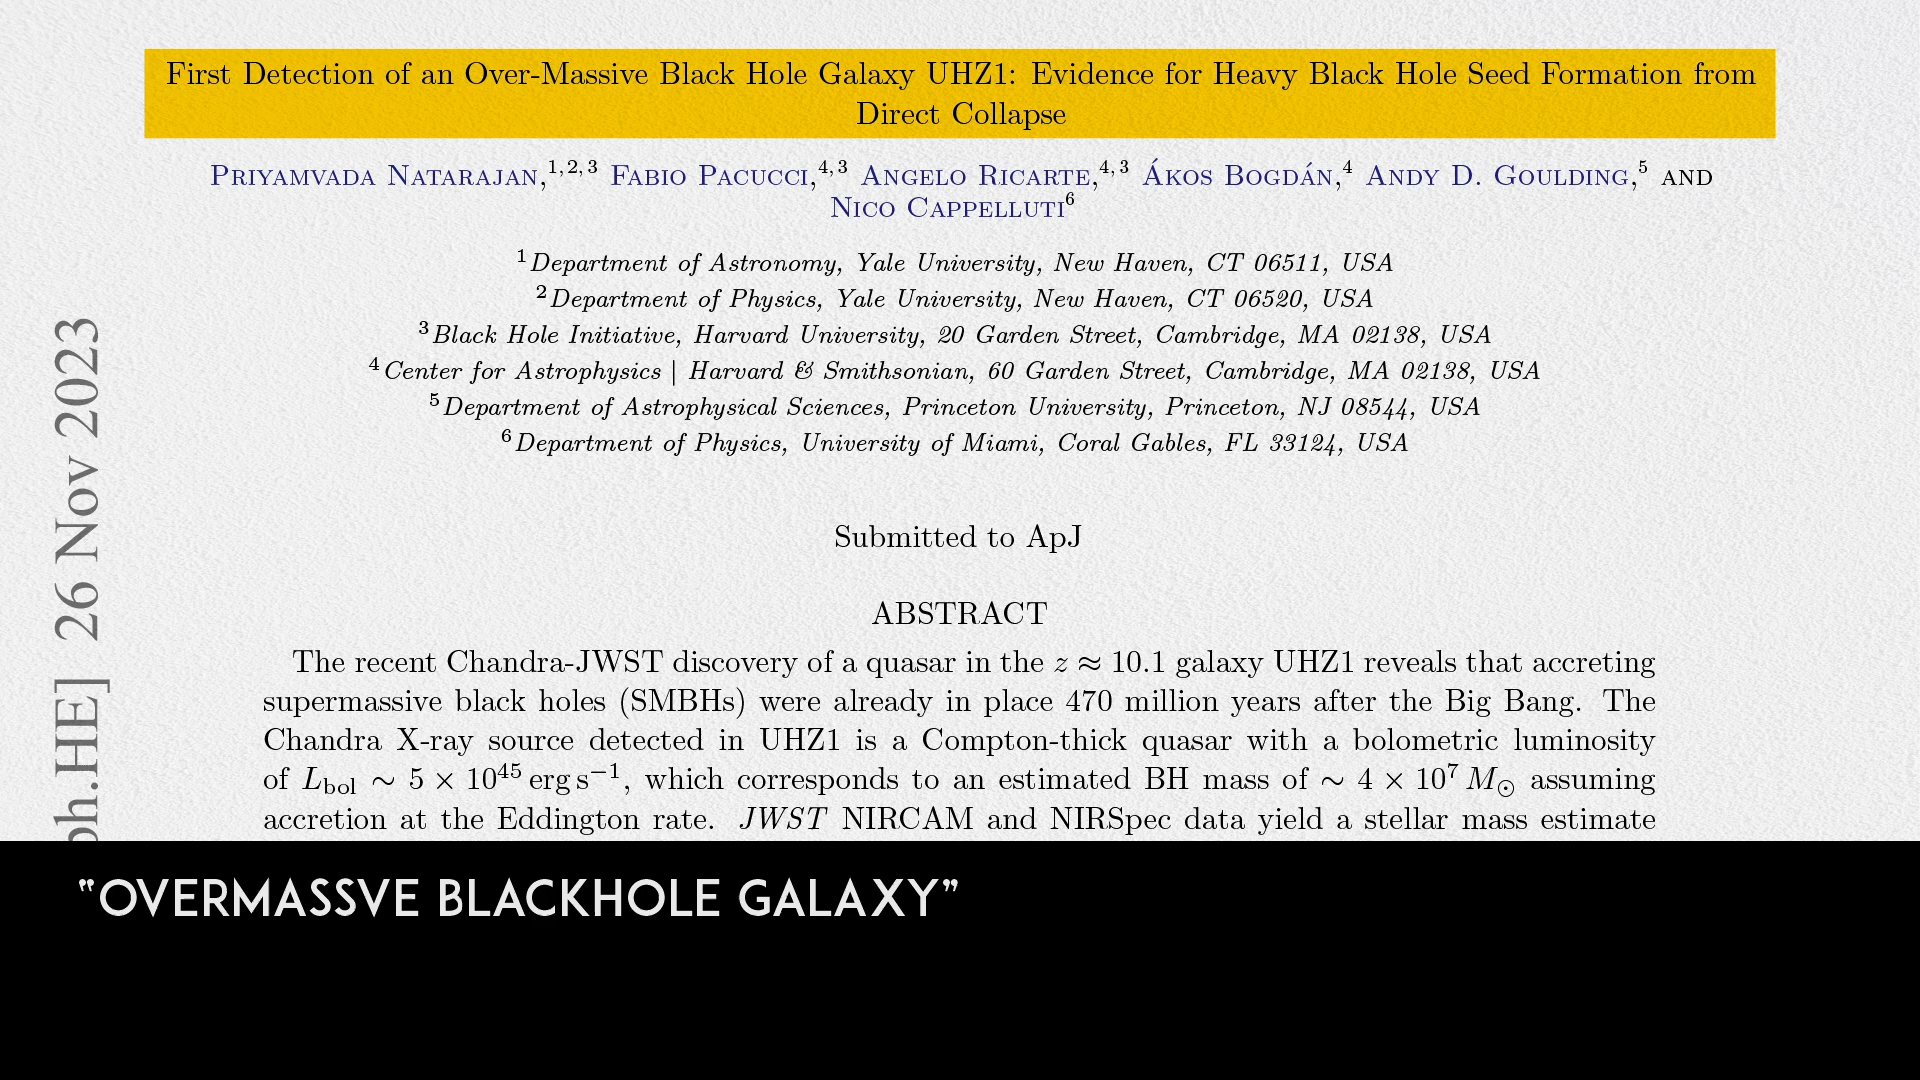 First Detection of an Over-Massive Black Hole Galaxy UHZ1: Evidence for Heavy Black Hole Seed Formation from
Direct Collapse
Priyamvada Natarajan,1,2,3 Fabio Pacucci,4,3 Angelo Ricarte,4,3 Ákos Bogdán,4 Andy D. Goulding,5 and
Nico Cappelluti6
1Department of Astronomy, Yale University, New Haven, CT 06511, USA
2Department of Physics, Yale University, New Haven, CT 06520, USA
3Black Hole Initiative, Harvard University, 20 Garden Street, Cambridge, MA 02138, USA
4Center for Astrophysics | Harvard & Smithsonian, 60 Garden Street, Cambridge, MA 02138, USA
5Department of Astrophysical Sciences, Princeton University, Princeton, NJ 08544, USA
6Department of Physics, University of Miami, Coral Gables, FL 33124, USA
Submitted to ApJ
ABSTRACT
The recent Chandra-JWST discovery of a quasar in the z ≈ 10.1 galaxy UHZ1 reveals that accreting
supermassive black holes (SMBHs) were already in place 470 million years after the Big Bang. The
Chandra X-ray source detected in UHZ1 is a Compton-thick quasar with a bolometric luminosity
of Lbol ∼ 5 × 10^45 erg s^−1, which corresponds to an estimated BH mass of ∼ 4 × 10^7 M⊙ assuming
accretion at the Eddington rate. JWST NIRCAM and NIRSpec data yield a stellar mass estimate
ph.HE] 26 Nov 2023
“OVERMASSVE BLACKHOLE GALAXY”